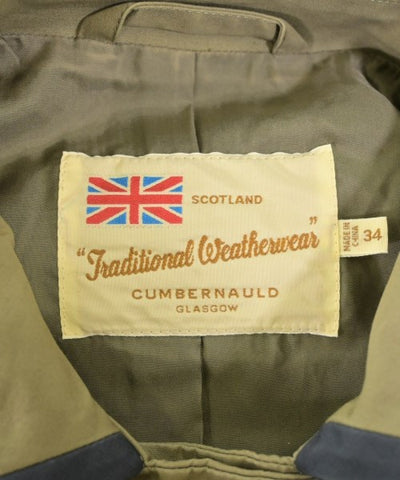 SCOTLAND
"Traditional Weatherwear"
CUMBERNAULD
GLASGOW
MADE IN
CHINA
34